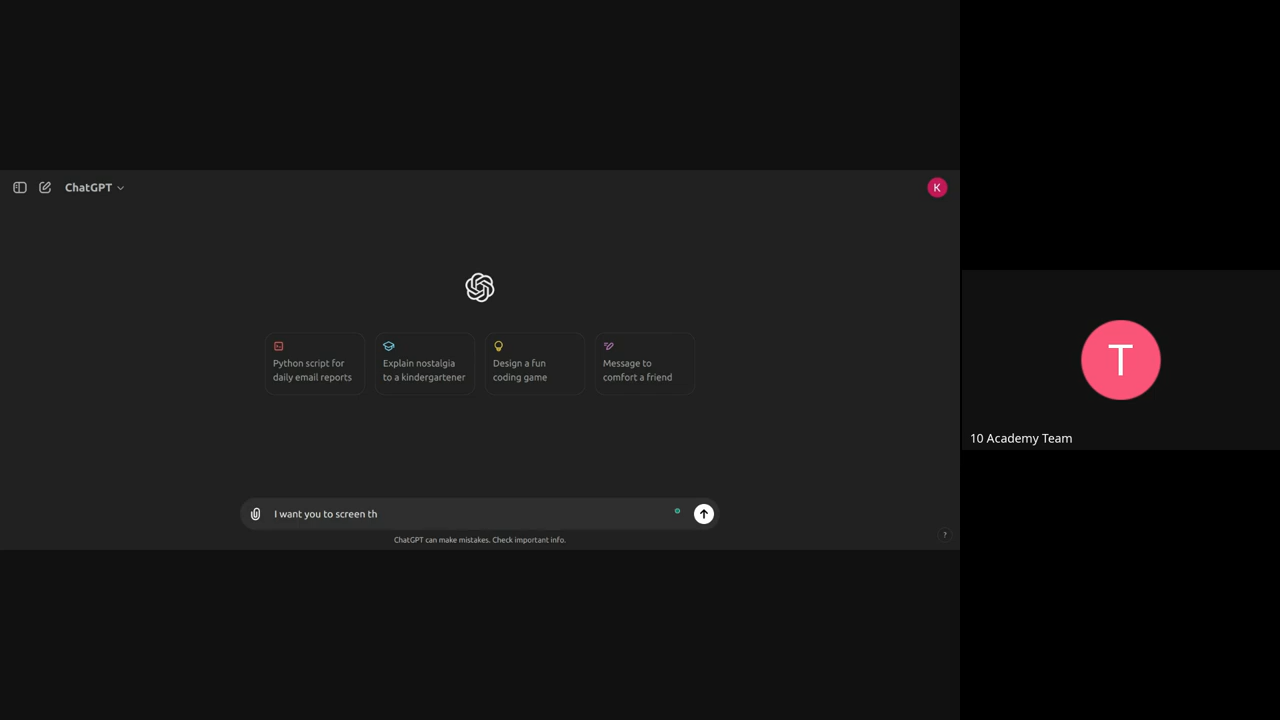 ChatGPT
K
Python script for
daily email reports
Explain nostalgia
to a kindergartener
Design a fun
coding game
Message to
comfort a friend
I want you to screen th
ChatGPT can make mistakes. Check important info.
?
T
10 Academy Team